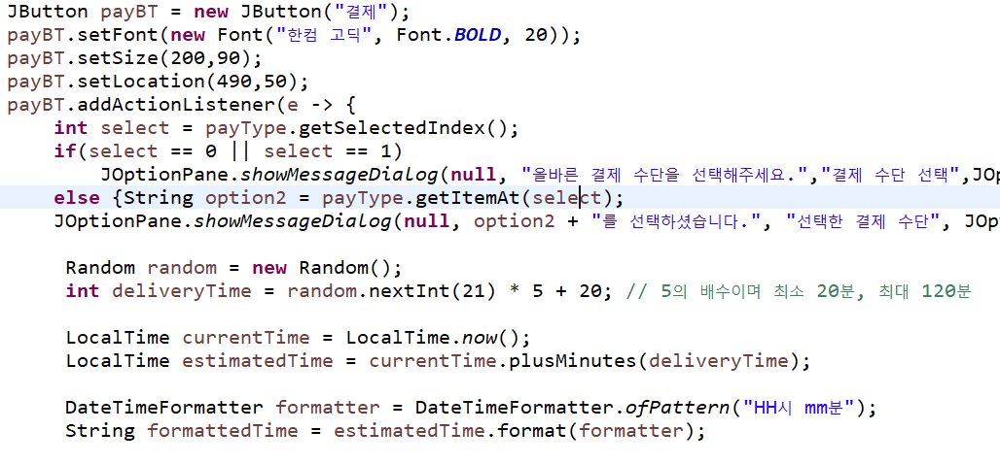 JButton payBT = new JButton("결제");
payBT.setFont(new Font("한컴 고딕", Font.BOLD, 20));
payBT.setSize(200,90);
payBT.setLocation(490,50);
payBT.addActionListener(e -> {
int select = payType.getSelectedIndex();
if(select == 0 || select == 1)
JOptionPane.showMessageDialog(null, "올바른 결제 수단을 선택해주세요.","결제 수단 선택",JOp
else {String option2 = payType.getItemAt(select);
JOptionPane.showMessageDialog(null, option2 + "를 선택하셨습니다.", "선택한 결제 수단", JOp
Random random = new Random();
int deliveryTime = random.nextInt(21) * 5 + 20; // 5의 배수이며 최소 20분, 최대 120분
LocalTime currentTime = LocalTime.now();
LocalTime estimatedTime = currentTime.plusMinutes(deliveryTime);
DateTimeFormatter formatter = DateTimeFormatter.ofPattern("HH시 mm분");
String formattedTime = estimatedTime.format(formatter);